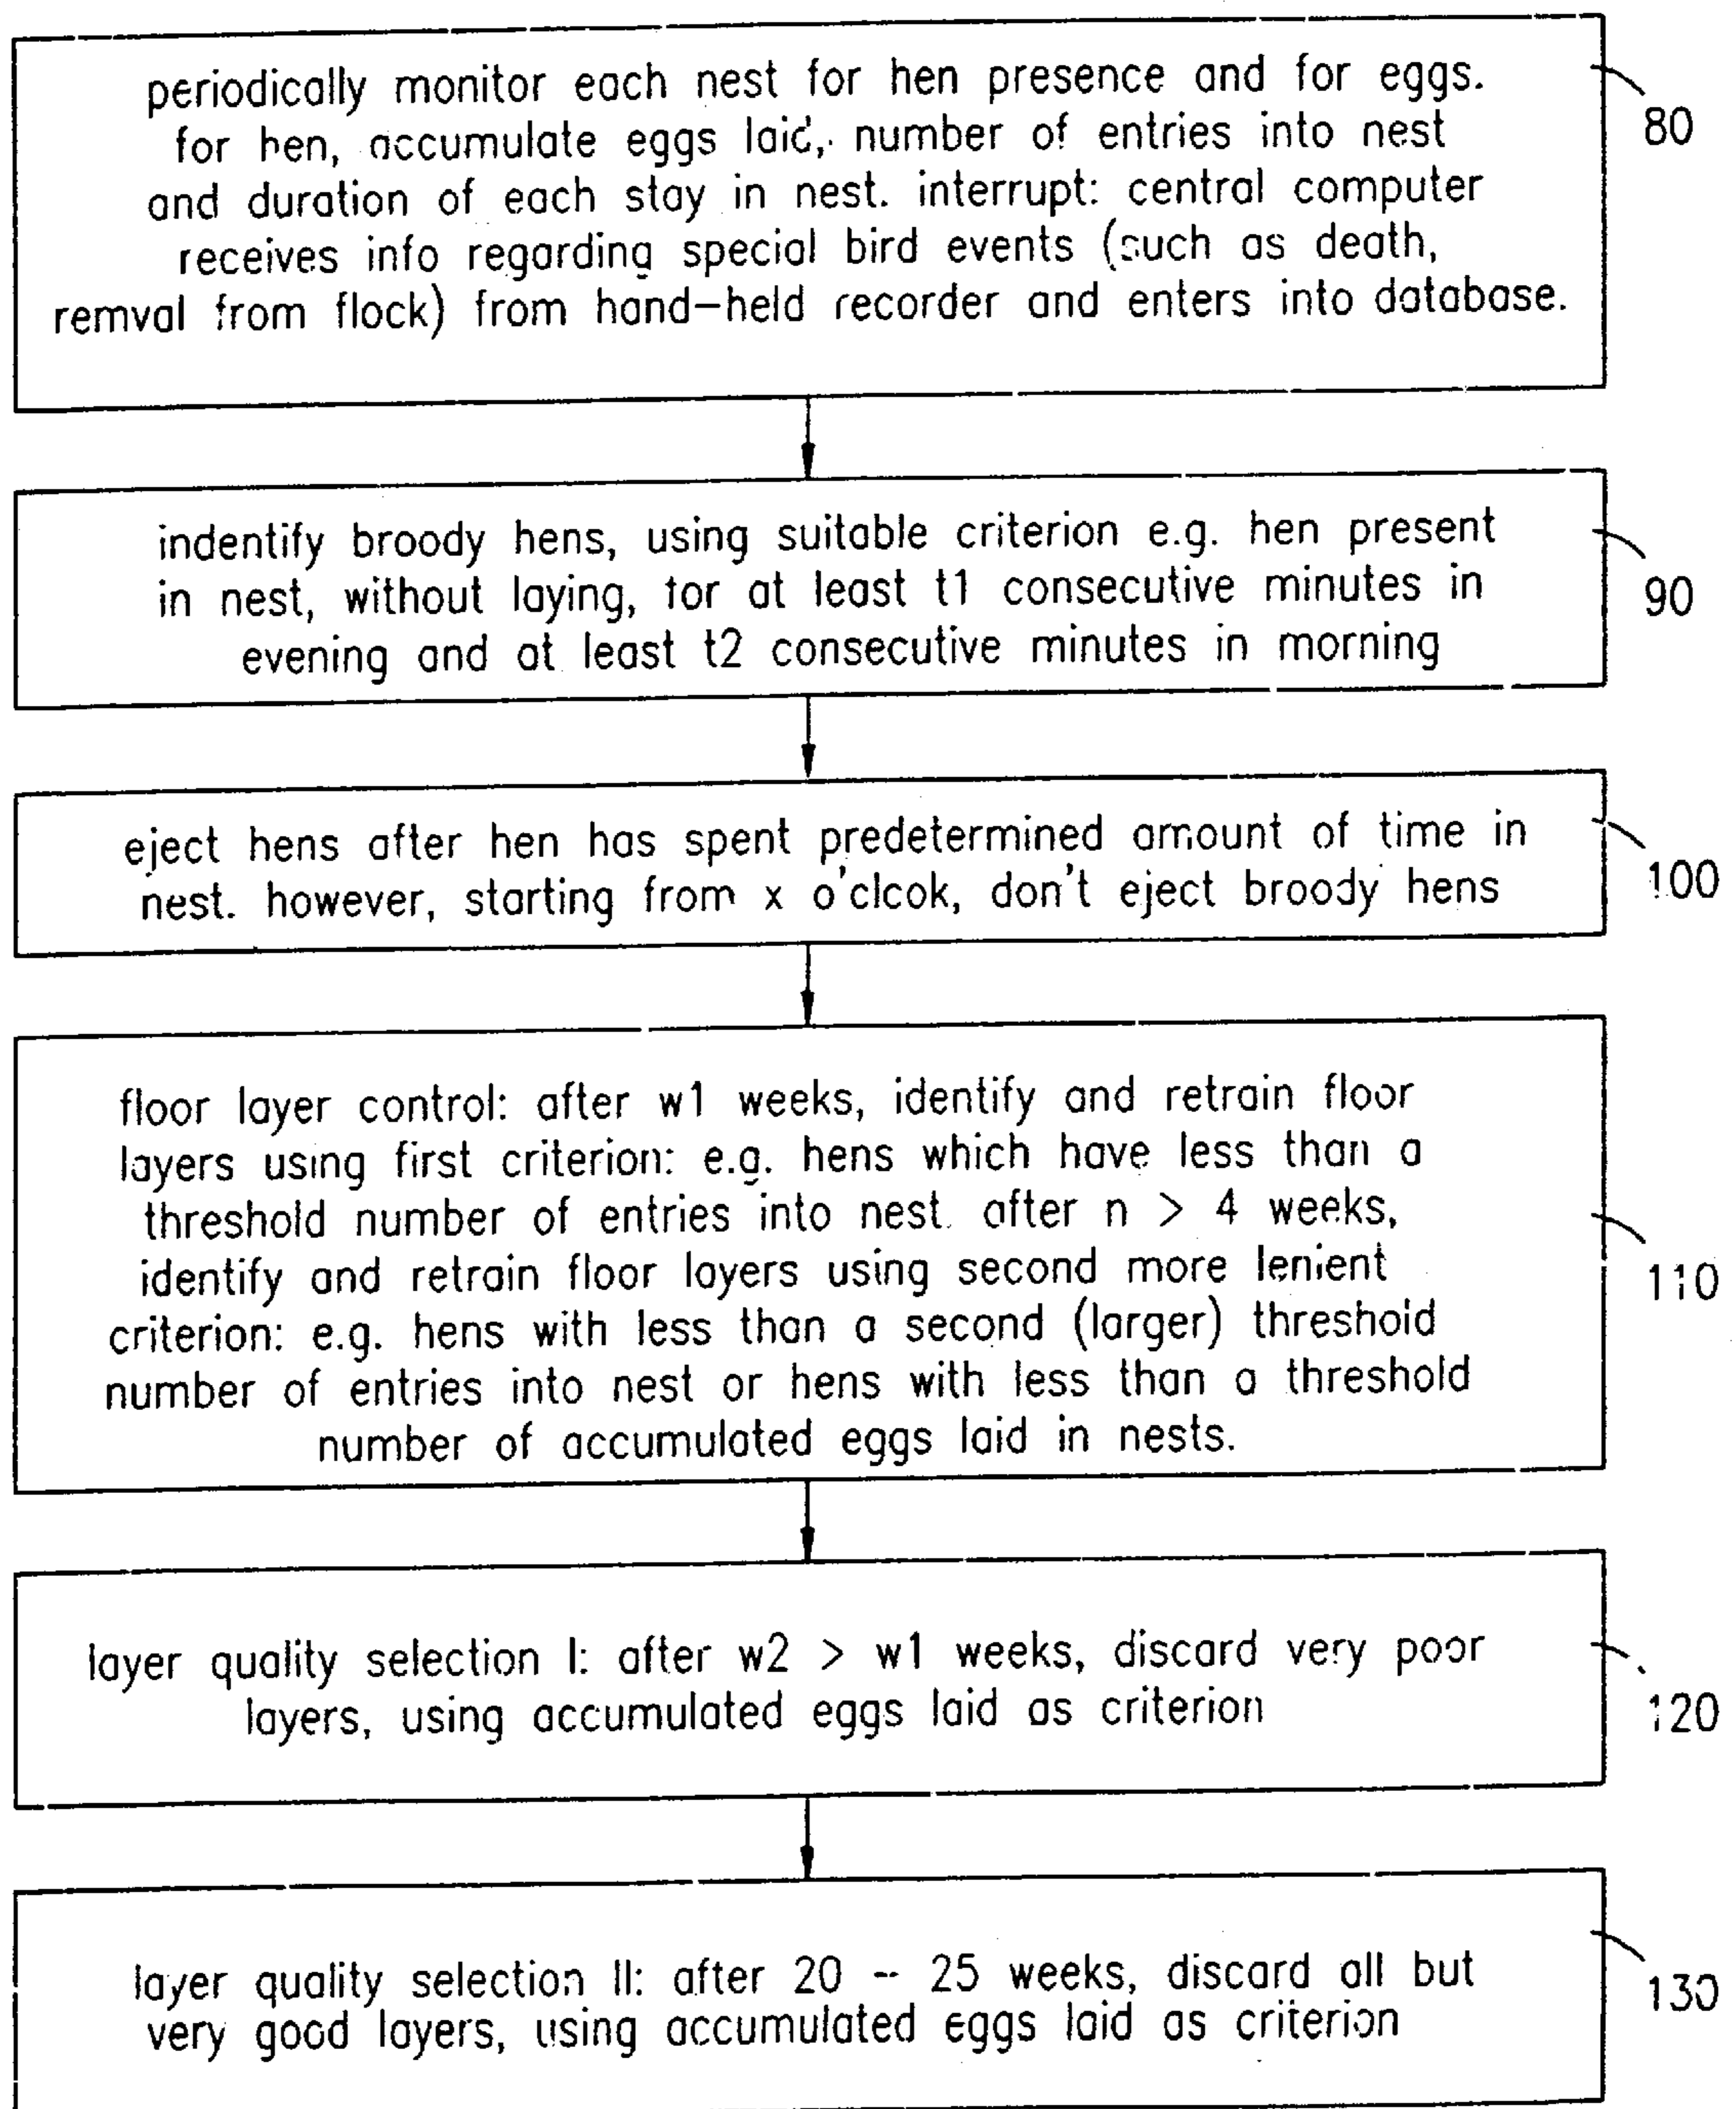 periodically monitor each nest for hen presence and for eggs.
for hen, accumulate eggs laid, number of entries into nest
and duration of each stay in nest. interrupt: central computer
receives info regarding special bird events (such as death,
remval from flock) from hand-held recorder and enters into database.
80
indentify broody hens, using suitable criterion e.g. hen present
in nest, without laying, for at least t1 consecutive minutes in
evening and at least t2 consecutive minutes in morning
90
eject hens after hen has spent predetermined amount of time in
nest. however, starting from x o'clcok, don't eject broody hens
100
floor layer control: after w1 weeks, identify and retrain floor
layers using first criterion: e.g. hens which have less than a
threshold number of entries into nest. after n > 4 weeks,
identify and retrain floor layers using second more lenient
criterion: e.g. hens with less than a second (larger) threshold
number of entries into nest or hens with less than a threshold
number of accumulated eggs laid in nests.
110
layer quality selection I: after w2 > w1 weeks, discard very poor
layers, using accumulated eggs laid as criterion
120
layer quality selection II: after 20 -- 25 weeks, discard all but
very good layers, using accumulated eggs laid as criterion
130